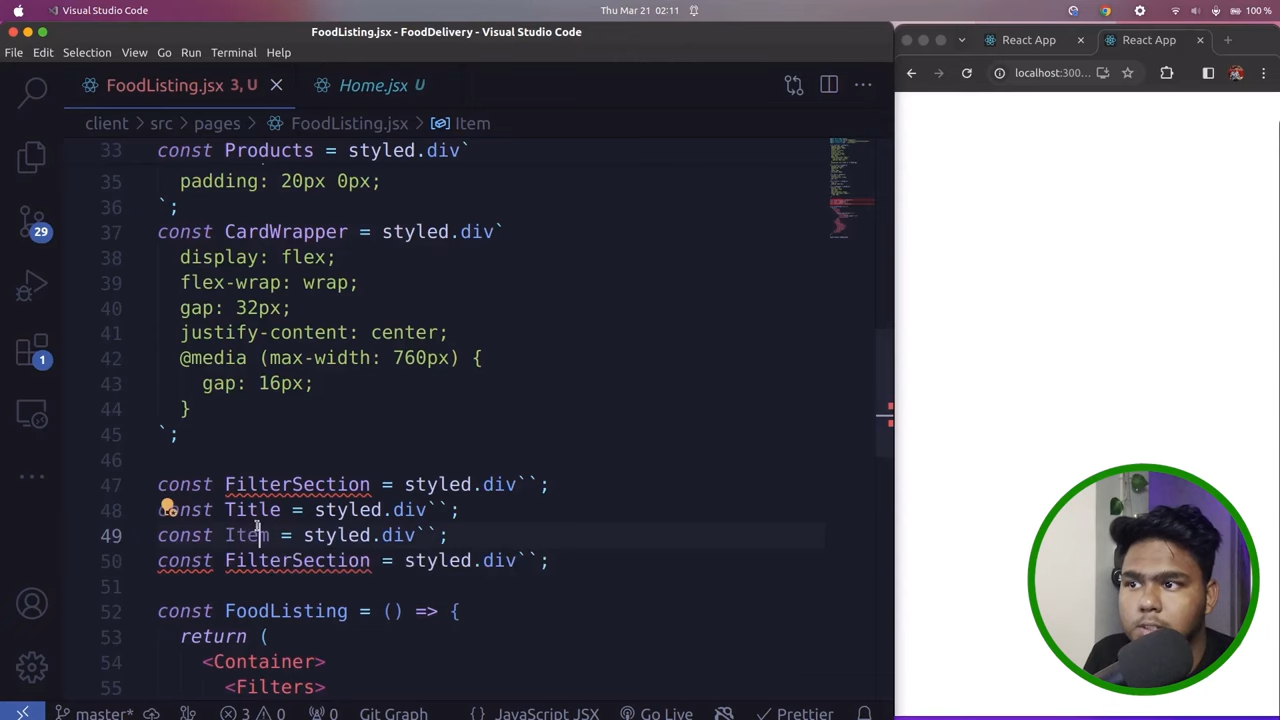 Visual Studio Code
Thu Mar 21 02:11
100 %
FoodListing.jsx - FoodDelivery - Visual Studio Code
File Edit Selection View Go Run Terminal Help
FoodListing.jsx 3, U
Home.jsx U
React App
React App
localhost:300...
client > src > pages > FoodListing.jsx > Item
33 const Products = styled.div`
35 padding: 20px 0px;
36 `;
37 const CardWrapper = styled.div`
38 display: flex;
39 flex-wrap: wrap;
40 gap: 32px;
41 justify-content: center;
42 @media (max-width: 760px) {
43 gap: 16px;
44 }
45 `;
46
47 const FilterSection = styled.div``;
48 const Title = styled.div``;
49 const Item = styled.div``;
50 const FilterSection = styled.div``;
51
52 const FoodListing = () => {
53 return (
54 <Container>
55 <Filters>
29
1
master* 3 0 0 Git Graph {} JavaScript JSX Go Live Prettier